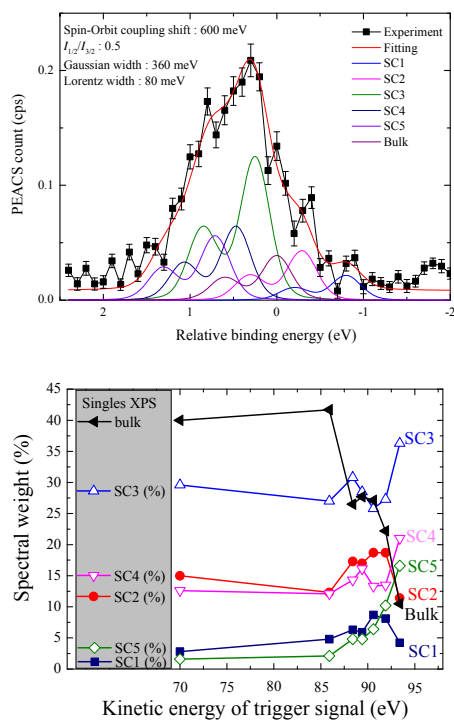 Spin-Orbit coupling shift : 600 meV
I1/2/I3/2 : 0.5
Gaussian width : 360 meV
Lorentz width : 80 meV
Experiment
Fitting
SC1
SC2
SC3
SC4
SC5
Bulk
PEACS count (cps)
0.2
0.1
0.0
2 1 0 -1 -2
Relative binding energy (eV)
Singles XPS
bulk
SC3 (%)
SC4 (%)
SC2 (%)
SC5 (%)
SC1 (%)
SC3
SC4
SC5
SC2
Bulk
SC1
Spectral weight (%)
45
40
35
30
25
20
15
10
5
0
70 75 80 85 90 95
Kinetic energy of trigger signal (eV)